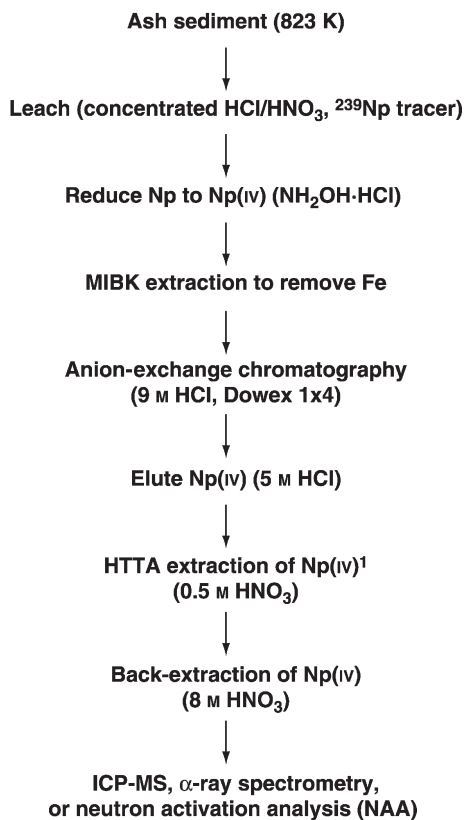 Ash sediment (823 K)
Leach (concentrated HCl/HNO₃, ²³⁹Np tracer)
Reduce Np to Np(IV) (NH₂OH·HCl)
MIBK extraction to remove Fe
Anion-exchange chromatography
(9 M HCl, Dowex 1x4)
Elute Np(IV) (5 M HCl)
HTTA extraction of Np(IV)¹
(0.5 M HNO₃)
Back-extraction of Np(IV)
(8 M HNO₃)
ICP-MS, α-ray spectrometry,
or neutron activation analysis (NAA)